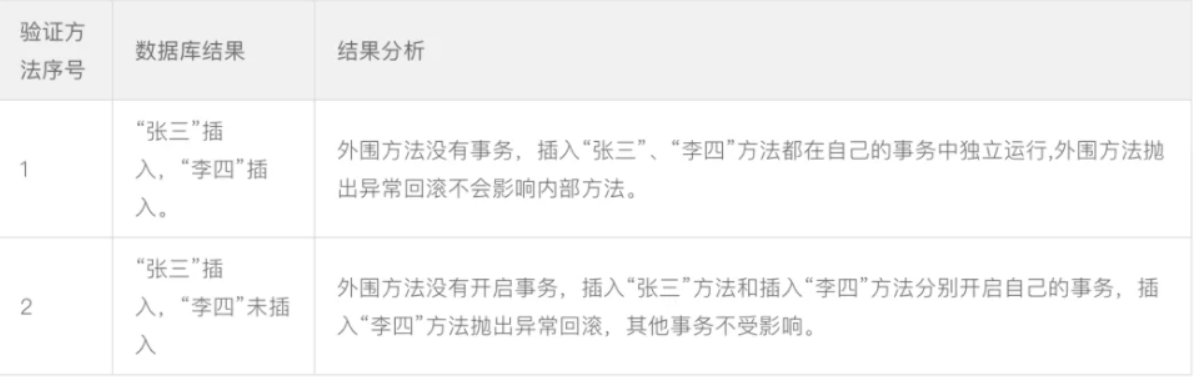 验证方
法序号
数据库结果
结果分析
1
“张三”插
入，“李四”插
入。
外围方法没有事务，插入“张三”、“李四”方法都在自己的事务中独立运行,外围方法抛
出异常回滚不会影响内部方法。
2
“张三”插
入，“李四”未插
入
外围方法没有开启事务，插入“张三”方法和插入“李四”方法分别开启自己的事务，插
入“李四”方法抛出异常回滚，其他事务不受影响。